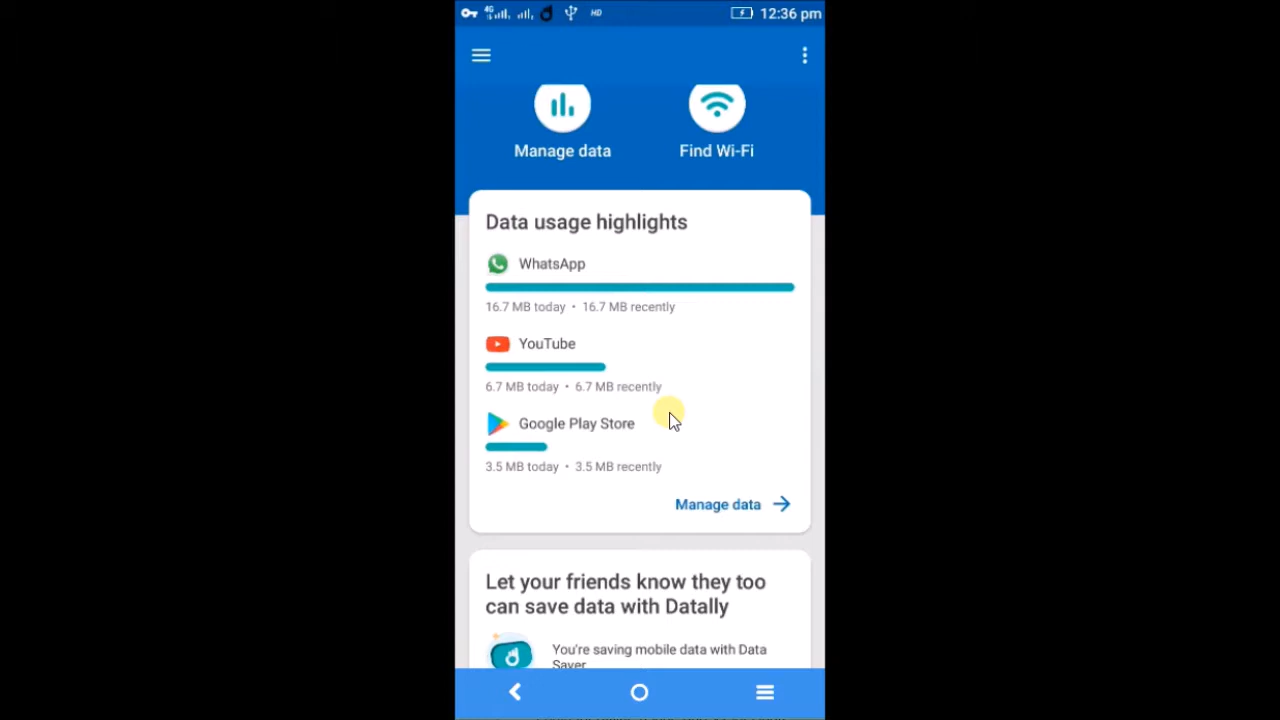 4G HD 12:36 pm
Manage data Find Wi-Fi
Data usage highlights
WhatsApp
16.7 MB today • 16.7 MB recently
YouTube
6.7 MB today • 6.7 MB recently
Google Play Store
3.5 MB today • 3.5 MB recently
Manage data
Let your friends know they too
can save data with Datally
You're saving mobile data with Data
Saver